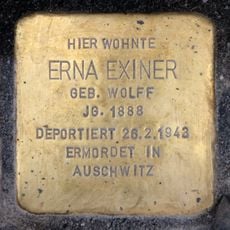 HIER WOHNTE
ERNA EXINER
GEB. WOLFF
JG. 1888
DEPORTIERT 26.2.1943
ERMORDET IN
AUSCHWITZ